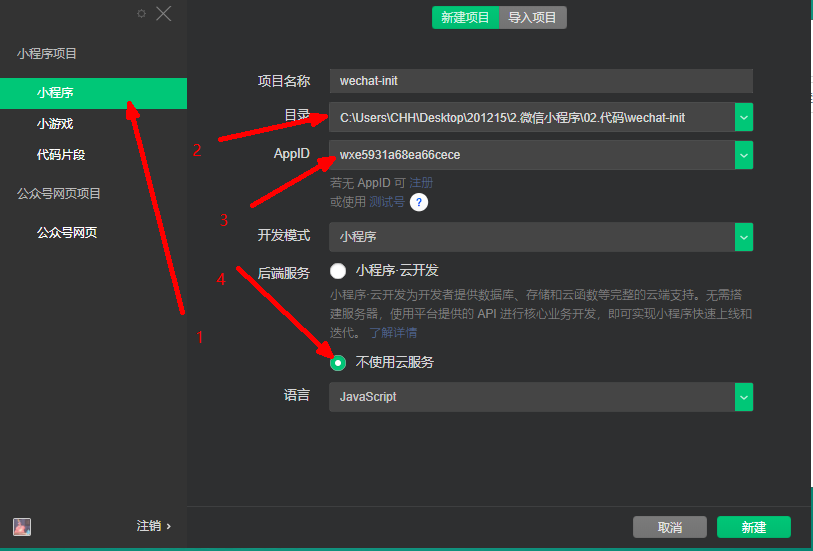 新建项目 导入项目
小程序项目
小程序
小游戏
代码片段
公众号网页项目
公众号网页
项目名称 wechat-init
目录 C:\Users\CHH\Desktop\201215\2.微信小程序\02.代码\wechat-init
AppID wxe5931a68ea66cece
若无 AppID 可 注册
或使用 测试号 ?
开发模式 小程序
后端服务 小程序·云开发
小程序·云开发为开发者提供数据库、存储和云函数等完整的云端支持。无需搭
建服务器，使用平台提供的 API 进行核心业务开发，即可实现小程序快速上线和
迭代。 了解详情
不使用云服务
语言 JavaScript
1
2
3
4
注销 ›
取消 新建